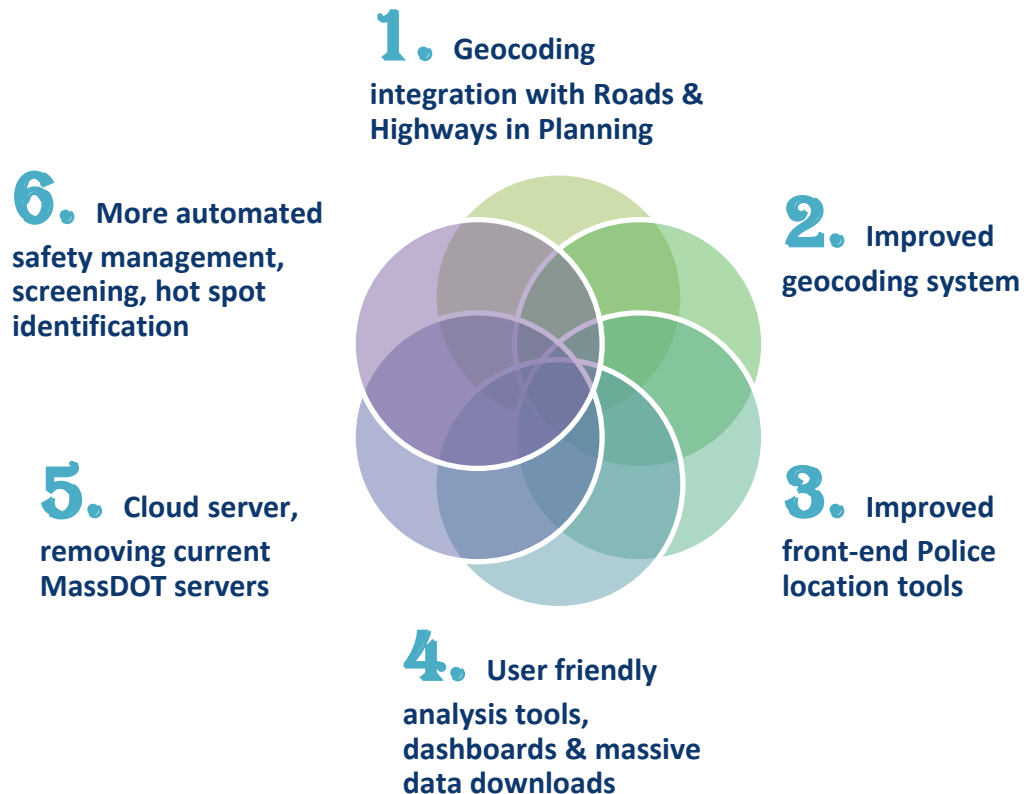 1. Geocoding
integration with Roads &
Highways in Planning
2. Improved
geocoding system
3. Improved
front-end Police
location tools
4. User friendly
analysis tools,
dashboards & massive
data downloads
5. Cloud server,
removing current
MassDOT servers
6. More automated
safety management,
screening, hot spot
identification